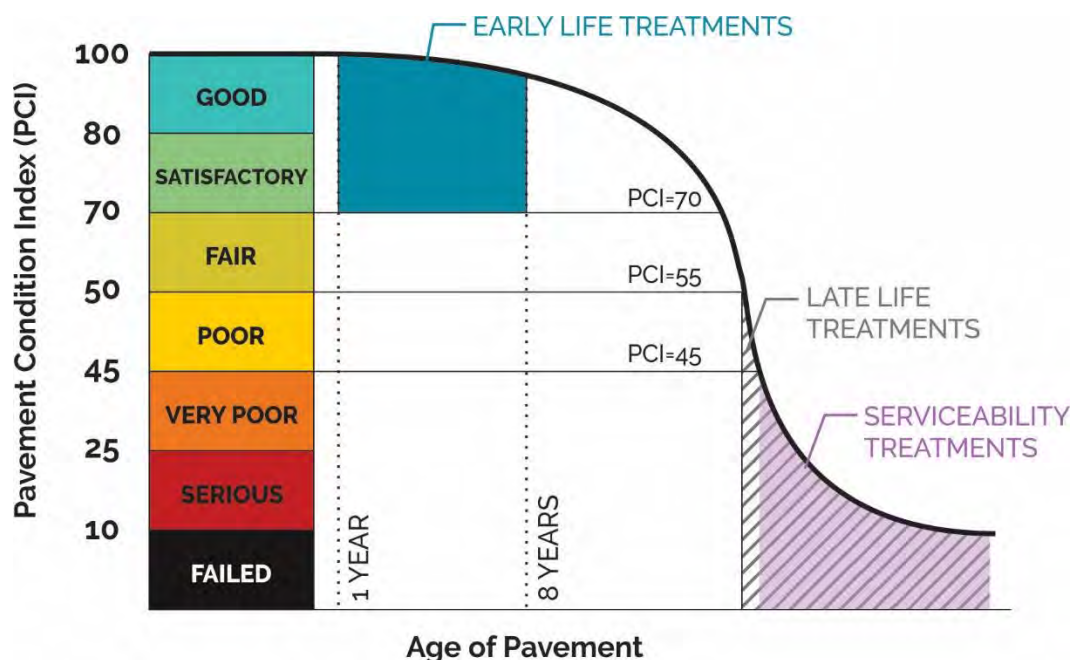 EARLY LIFE TREATMENTS
Pavement Condition Index (PCI)
100
GOOD
80
SATISFACTORY
70
PCI=70
FAIR
50
PCI=55
LATE LIFE
TREATMENTS
POOR
45
PCI=45
VERY POOR
SERVICEABILITY
TREATMENTS
25
SERIOUS
10
FAILED
1 YEAR
8 YEARS
Age of Pavement